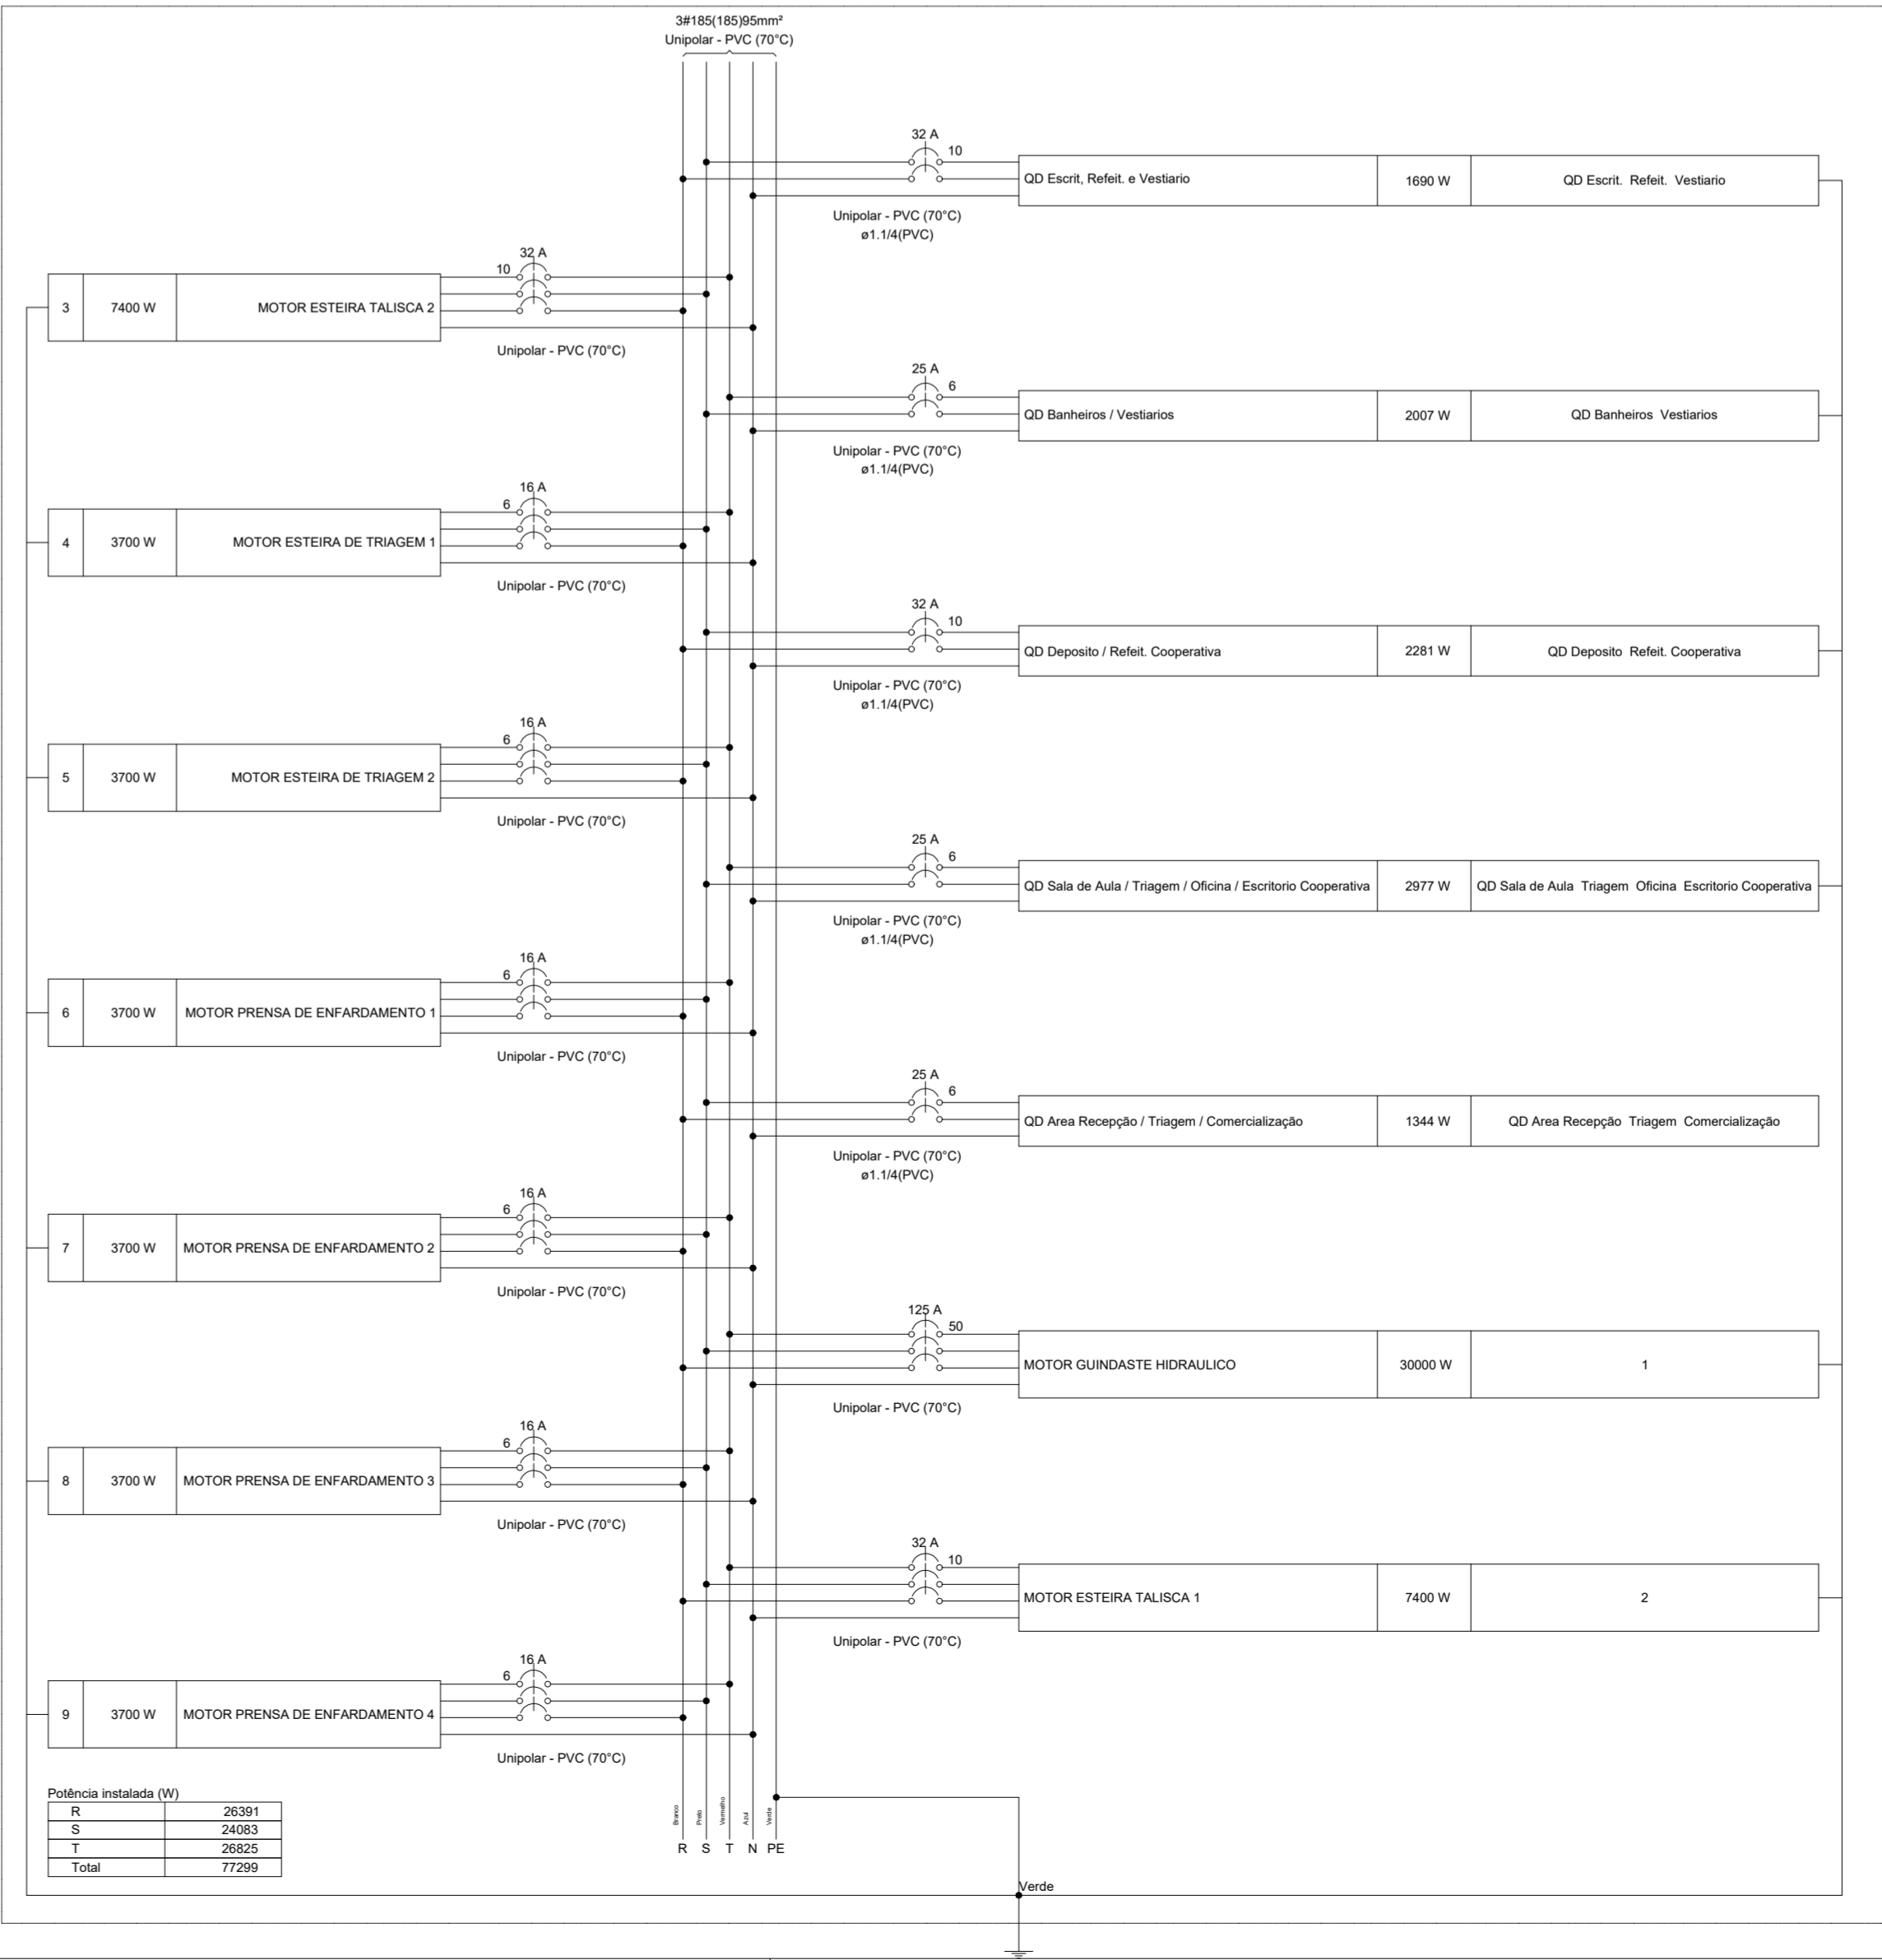 3#185(185)95mm²
Unipolar - PVC (70°C)
32 A
10
QD Escrit, Refeit. e Vestiario 1690 W QD Escrit. Refeit. Vestiario
Unipolar - PVC (70°C)
ø1.1/4(PVC)
32 A
10
3 7400 W MOTOR ESTEIRA TALISCA 2
Unipolar - PVC (70°C)
25 A
6
QD Banheiros / Vestiarios 2007 W QD Banheiros Vestiarios
Unipolar - PVC (70°C)
ø1.1/4(PVC)
16 A
6
4 3700 W MOTOR ESTEIRA DE TRIAGEM 1
Unipolar - PVC (70°C)
32 A
10
QD Deposito / Refeit. Cooperativa 2281 W QD Deposito Refeit. Cooperativa
Unipolar - PVC (70°C)
ø1.1/4(PVC)
16 A
6
5 3700 W MOTOR ESTEIRA DE TRIAGEM 2
Unipolar - PVC (70°C)
25 A
6
QD Sala de Aula / Triagem / Oficina / Escritorio Cooperativa 2977 W QD Sala de Aula Triagem Oficina Escritorio Cooperativa
Unipolar - PVC (70°C)
ø1.1/4(PVC)
16 A
6
6 3700 W MOTOR PRENSA DE ENFARDAMENTO 1
Unipolar - PVC (70°C)
25 A
6
QD Area Recepção / Triagem / Comercialização 1344 W QD Area Recepção Triagem Comercialização
Unipolar - PVC (70°C)
ø1.1/4(PVC)
16 A
6
7 3700 W MOTOR PRENSA DE ENFARDAMENTO 2
Unipolar - PVC (70°C)
125 A
50
MOTOR GUINDASTE HIDRAULICO 30000 W 1
Unipolar - PVC (70°C)
16 A
6
8 3700 W MOTOR PRENSA DE ENFARDAMENTO 3
Unipolar - PVC (70°C)
32 A
10
MOTOR ESTEIRA TALISCA 1 7400 W 2
Unipolar - PVC (70°C)
16 A
6
9 3700 W MOTOR PRENSA DE ENFARDAMENTO 4
Unipolar - PVC (70°C)
Potência instalada (W)
R 26391
S 24083
T 26825
Total 77299
Branco Preto Vermelho Azul Verde
R S T N PE
Verde